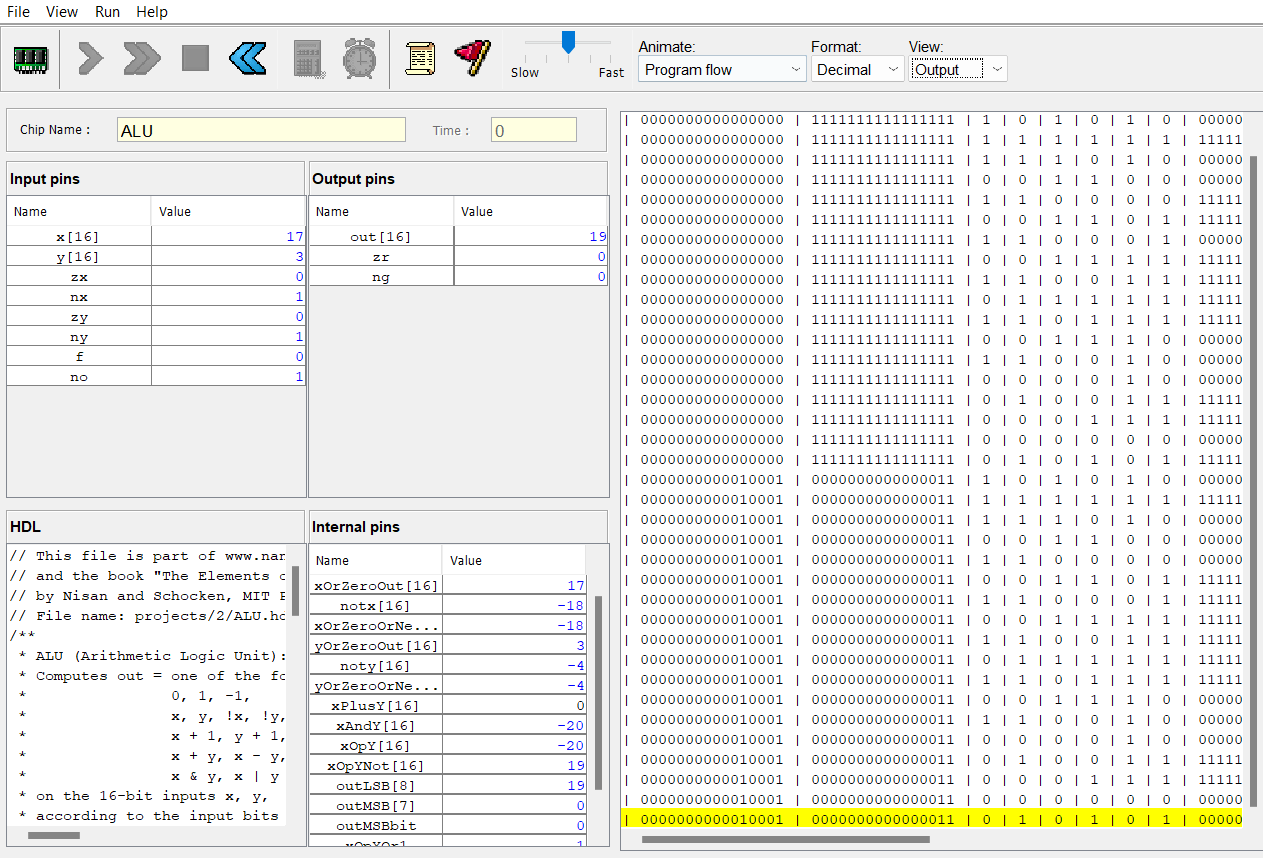 File View Run Help
Slow Fast
Animate: Format: View:
Program flow Decimal Output
Chip Name : ALU Time : 0
Input pins
Name Value
x[16] 17
y[16] 3
zx 0
nx 1
zy 0
ny 1
f 0
no 1
Output pins
Name Value
out[16] 19
zr 0
ng 0
HDL
// This file is part of www.nan
// and the book "The Elements o
// by Nisan and Schocken, MIT P
// File name: projects/2/ALU.hd
/**
* ALU (Arithmetic Logic Unit):
* Computes out = one of the fo
* 0, 1, -1,
* x, y, !x, !y,
* x + 1, y + 1,
* x + y, x - y,
* x & y, x | y
* on the 16-bit inputs x, y,
* according to the input bits
Internal pins
Name Value
xOrZeroOut[16] 17
notx[16] -18
xOrZeroOrNe... -18
yOrZeroOut[16] 3
noty[16] -4
yOrZeroOrNe... -4
xPlusY[16] 0
xAndY[16] -20
xOpY[16] -20
xOpYNot[16] 19
outLSB[8] 19
outMSB[7] 0
outMSBbit 0
xOpYOr1 1
| 0000000000000000 | 1111111111111111 | 1 | 0 | 1 | 0 | 1 | 0 | 00000
| 0000000000000000 | 1111111111111111 | 1 | 1 | 1 | 1 | 1 | 1 | 11111
| 0000000000000000 | 1111111111111111 | 1 | 1 | 1 | 0 | 1 | 0 | 00000
| 0000000000000000 | 1111111111111111 | 0 | 0 | 1 | 1 | 0 | 0 | 00000
| 0000000000000000 | 1111111111111111 | 1 | 1 | 0 | 0 | 0 | 0 | 11111
| 0000000000000000 | 1111111111111111 | 0 | 0 | 1 | 1 | 0 | 1 | 11111
| 0000000000000000 | 1111111111111111 | 1 | 1 | 0 | 0 | 0 | 1 | 00000
| 0000000000000000 | 1111111111111111 | 0 | 0 | 1 | 1 | 1 | 1 | 11111
| 0000000000000000 | 1111111111111111 | 1 | 1 | 0 | 0 | 1 | 1 | 11111
| 0000000000000000 | 1111111111111111 | 0 | 1 | 1 | 1 | 1 | 1 | 11111
| 0000000000000000 | 1111111111111111 | 1 | 1 | 0 | 1 | 1 | 1 | 11111
| 0000000000000000 | 1111111111111111 | 0 | 0 | 1 | 1 | 1 | 0 | 00000
| 0000000000000000 | 1111111111111111 | 1 | 1 | 0 | 0 | 1 | 0 | 00000
| 0000000000000000 | 1111111111111111 | 0 | 0 | 0 | 0 | 1 | 0 | 00000
| 0000000000000000 | 1111111111111111 | 0 | 1 | 0 | 0 | 1 | 1 | 11111
| 0000000000000000 | 1111111111111111 | 0 | 0 | 0 | 1 | 1 | 1 | 11111
| 0000000000000000 | 1111111111111111 | 0 | 0 | 0 | 0 | 0 | 0 | 00000
| 0000000000000000 | 1111111111111111 | 0 | 1 | 0 | 1 | 0 | 1 | 11111
| 0000000000010001 | 0000000000000011 | 1 | 0 | 1 | 0 | 1 | 0 | 00000
| 0000000000010001 | 0000000000000011 | 1 | 1 | 1 | 1 | 1 | 1 | 11111
| 0000000000010001 | 0000000000000011 | 1 | 1 | 1 | 0 | 1 | 0 | 00000
| 0000000000010001 | 0000000000000011 | 0 | 0 | 1 | 1 | 0 | 0 | 00000
| 0000000000010001 | 0000000000000011 | 1 | 1 | 0 | 0 | 0 | 0 | 00000
| 0000000000010001 | 0000000000000011 | 0 | 0 | 1 | 1 | 0 | 1 | 11111
| 0000000000010001 | 0000000000000011 | 1 | 1 | 0 | 0 | 0 | 1 | 11111
| 0000000000010001 | 0000000000000011 | 0 | 0 | 1 | 1 | 1 | 1 | 11111
| 0000000000010001 | 0000000000000011 | 1 | 1 | 0 | 0 | 1 | 1 | 11111
| 0000000000010001 | 0000000000000011 | 0 | 1 | 1 | 1 | 1 | 1 | 11111
| 0000000000010001 | 0000000000000011 | 1 | 1 | 0 | 1 | 1 | 1 | 11111
| 0000000000010001 | 0000000000000011 | 0 | 0 | 1 | 1 | 1 | 0 | 00000
| 0000000000010001 | 0000000000000011 | 1 | 1 | 0 | 0 | 1 | 0 | 00000
| 0000000000010001 | 0000000000000011 | 0 | 0 | 0 | 0 | 1 | 0 | 00000
| 0000000000010001 | 0000000000000011 | 0 | 1 | 0 | 0 | 1 | 1 | 11111
| 0000000000010001 | 0000000000000011 | 0 | 0 | 0 | 1 | 1 | 1 | 11111
| 0000000000010001 | 0000000000000011 | 0 | 0 | 0 | 0 | 0 | 0 | 00000
| 0000000000010001 | 0000000000000011 | 0 | 1 | 0 | 1 | 0 | 1 | 00000